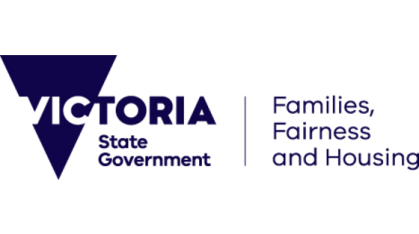 VICTORIA
State
Government
Families,
Fairness
and Housing